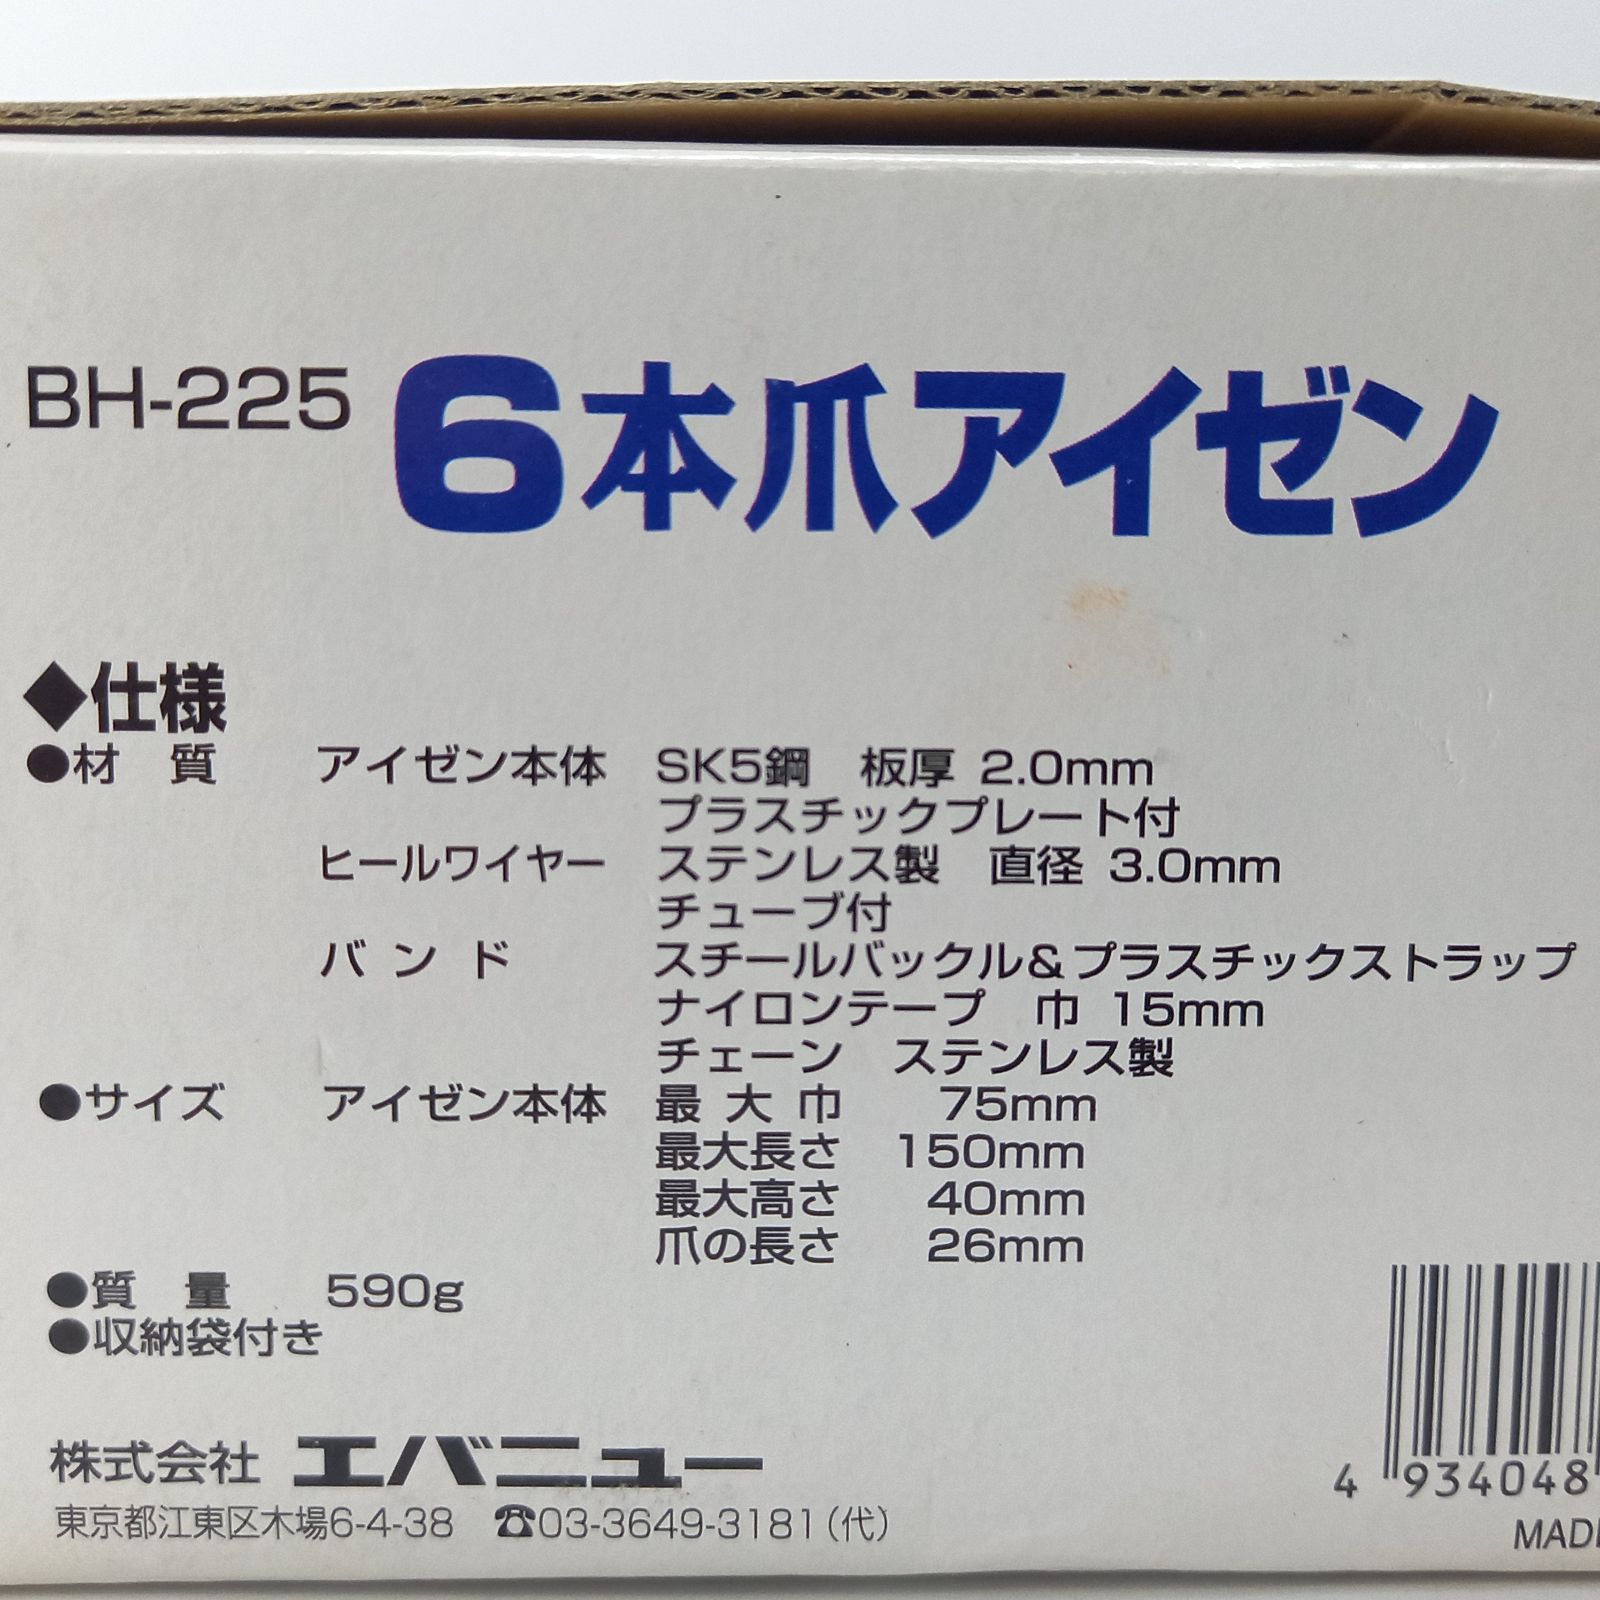 BH-225 6本爪アイゼン
◆仕様
●材 質 アイゼン本体 SK5鋼 板厚 2.0mm
プラスチックプレート付
ヒールワイヤー ステンレス製 直径 3.0mm
チューブ付
バンド スチールバックル&プラスチックストラップ
ナイロンテープ 巾 15mm
チェーン ステンレス製
●サイズ アイゼン本体 最大巾 75mm
最大長さ 150mm
最大高さ 40mm
爪の長さ 26mm
●質 量 590g
●収納袋付き
株式会社 エバニュー
東京都江東区木場6-4-38 ☎03-3649-3181(代)
4 934048
MADE